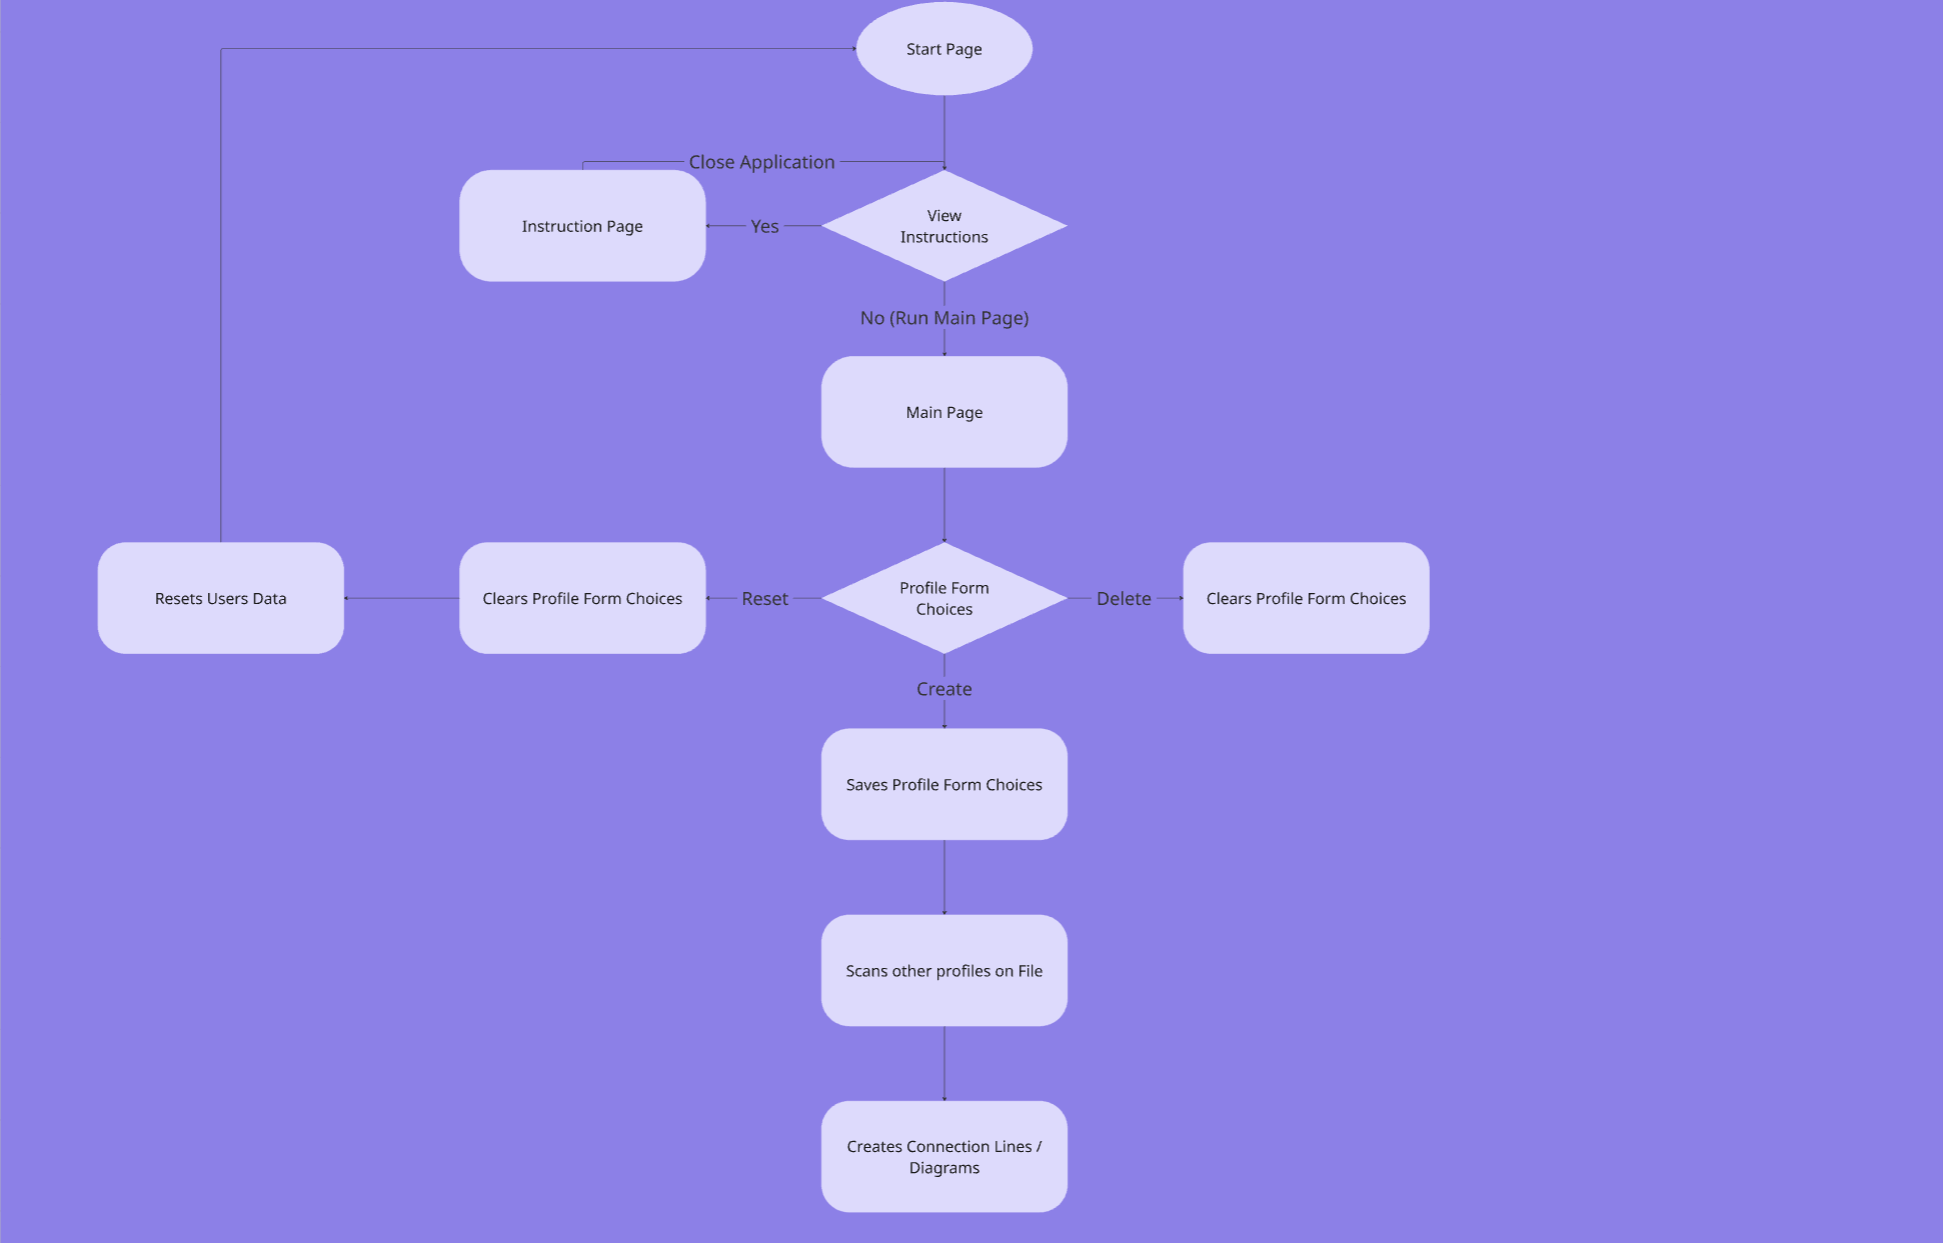 Start Page
Close Application
Instruction Page
Yes
View
Instructions
No (Run Main Page)
Main Page
Resets Users Data
Clears Profile Form Choices
Reset
Profile Form
Choices
Delete
Clears Profile Form Choices
Create
Saves Profile Form Choices
Scans other profiles on File
Creates Connection Lines /
Diagrams